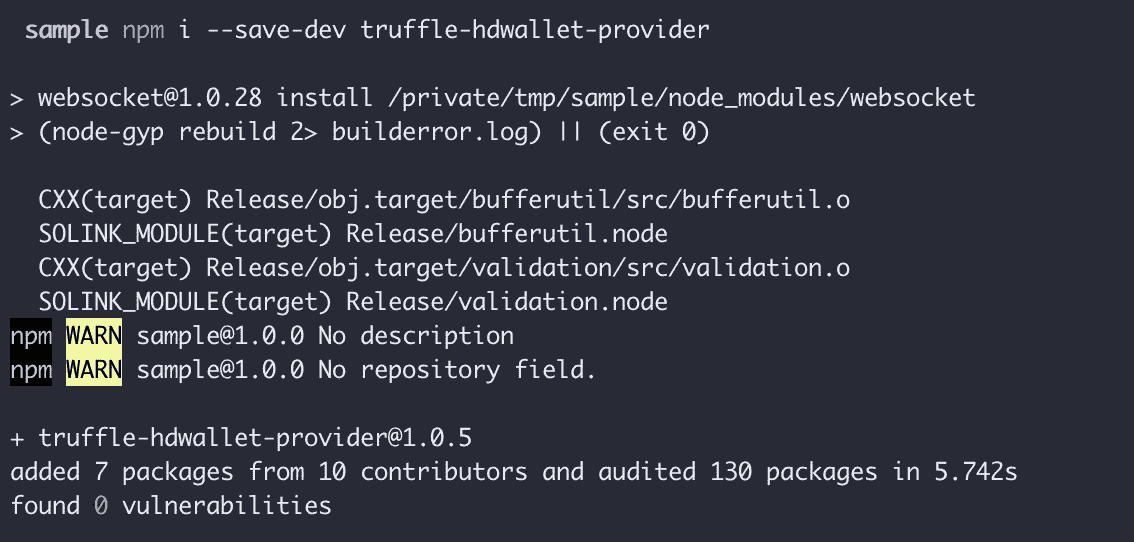 sample npm i --save-dev truffle-hdwallet-provider
> websocket@1.0.28 install /private/tmp/sample/node_modules/websocket
> (node-gyp rebuild 2> builderror.log) || (exit 0)
CXX(target) Release/obj.target/bufferutil/src/bufferutil.o
SOLINK_MODULE(target) Release/bufferutil.node
CXX(target) Release/obj.target/validation/src/validation.o
SOLINK_MODULE(target) Release/validation.node
npm WARN sample@1.0.0 No description
npm WARN sample@1.0.0 No repository field.
+ truffle-hdwallet-provider@1.0.5
added 7 packages from 10 contributors and audited 130 packages in 5.742s
found 0 vulnerabilities